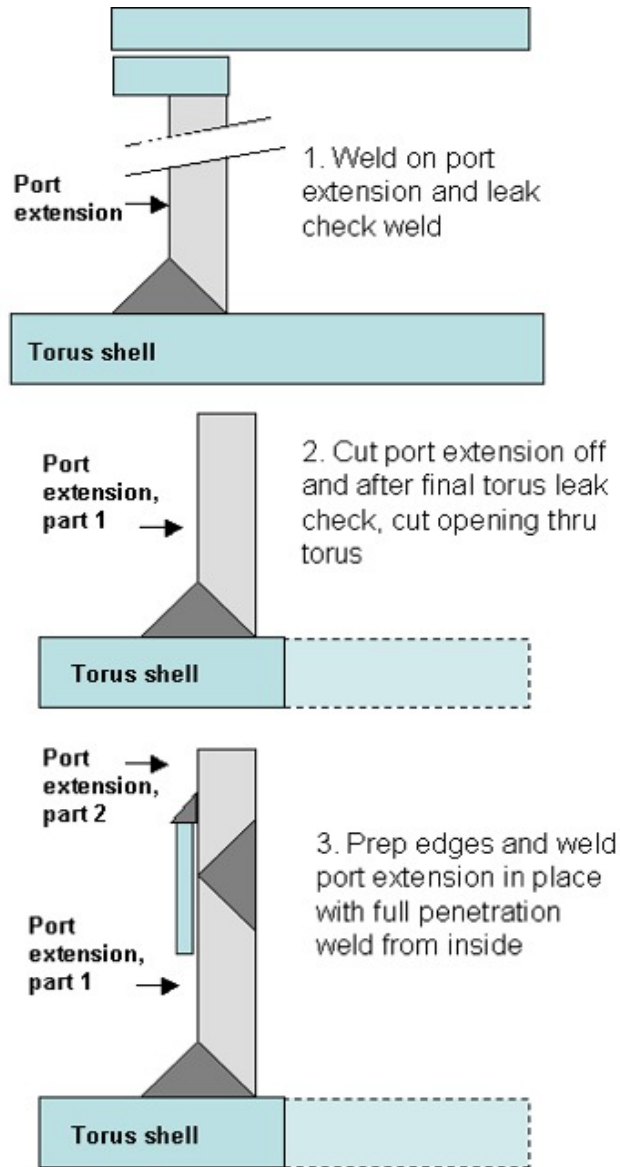 1. Weld on port
extension and leak
check weld
Port
extension
Torus shell
2. Cut port extension off
and after final torus leak
check, cut opening thru
torus
Port
extension,
part 1
Torus shell
Port
extension,
part 2
3. Prep edges and weld
port extension in place
with full penetration
weld from inside
Port
extension,
part 1
Torus shell